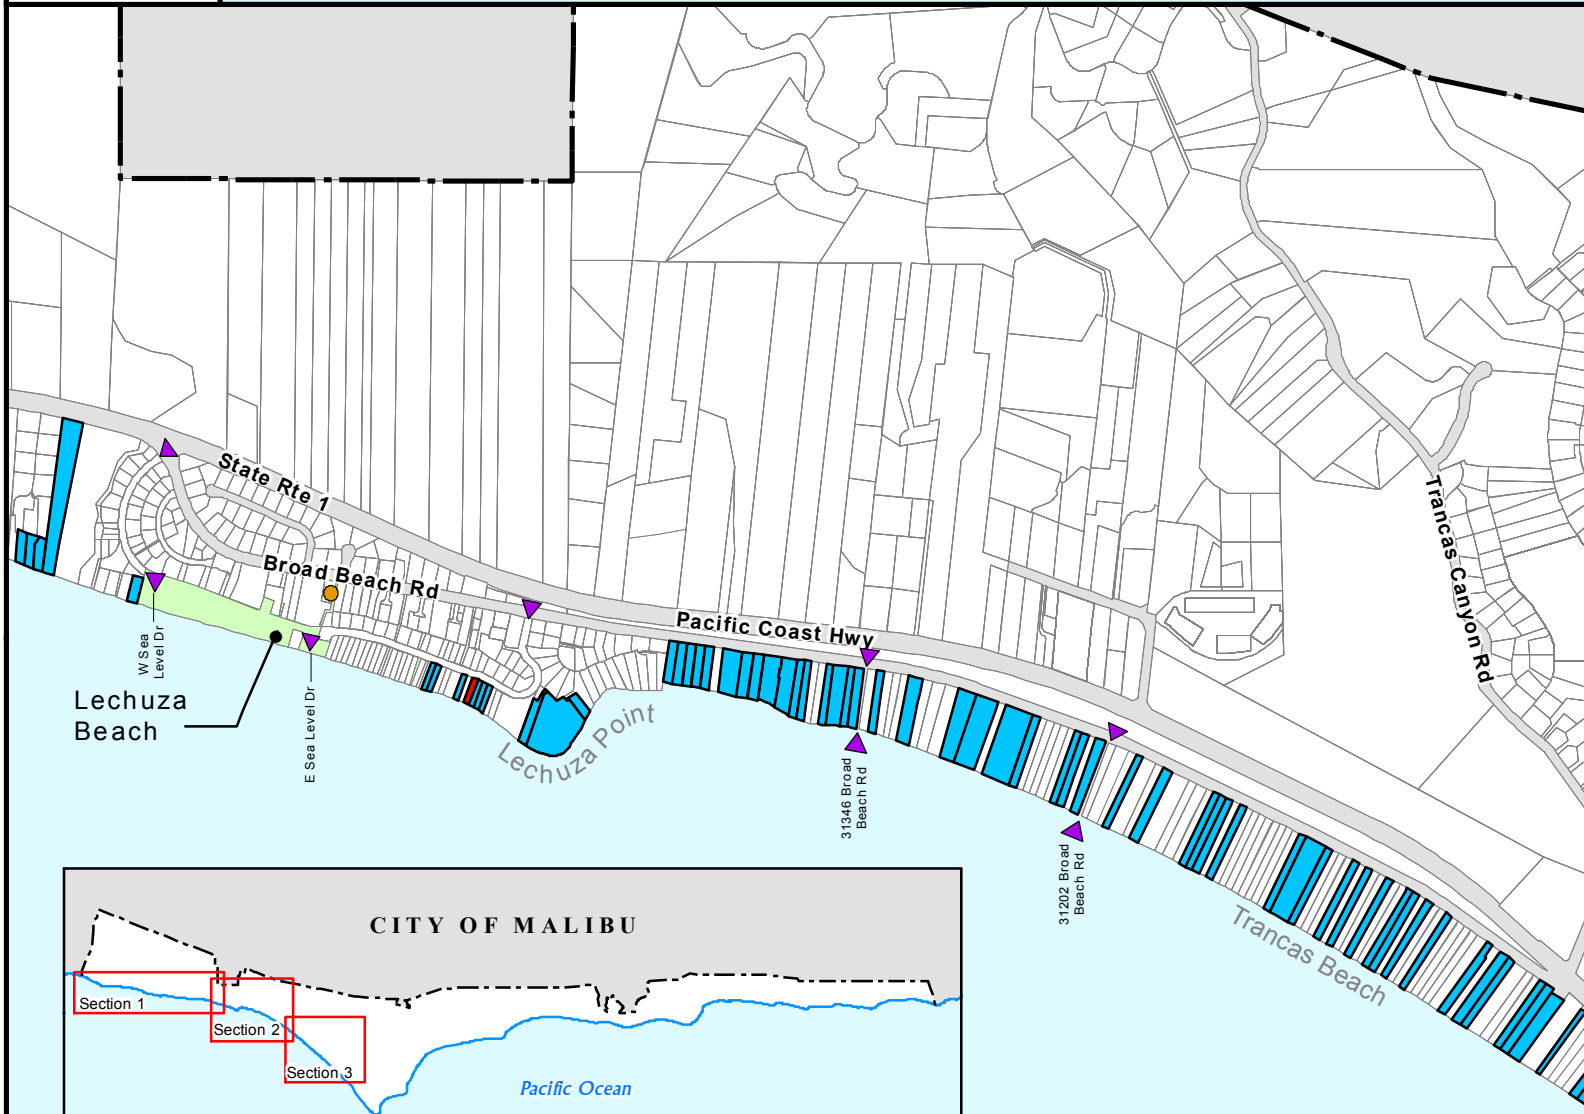 State Rte 1
Broad Beach Rd
Pacific Coast Hwy
Trancas Canyon Rd
W Sea
Level Dr
E Sea Level Dr
Lechuza
Beach
Lechuza Point
31346 Broad
Beach Rd
31202 Broad
Beach Rd
Trancas Beach
CITY OF MALIBU
Section 1
Section 2
Section 3
Pacific Ocean